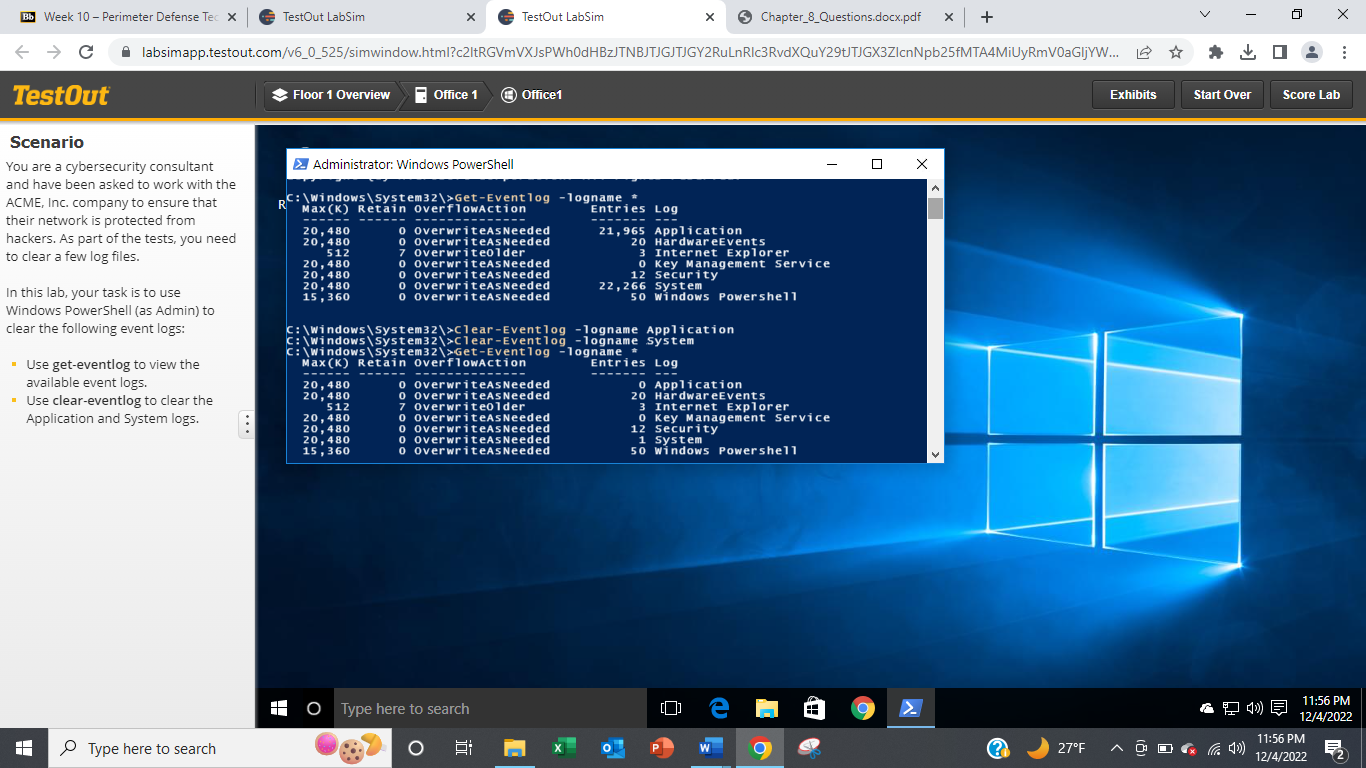 Week 10 – Perimeter Defense Tec
TestOut LabSim
TestOut LabSim
Chapter_8_Questions.docx.pdf
TestOut
Floor 1 Overview
Office 1
Office1
Exhibits
Start Over
Score Lab
Scenario
You are a cybersecurity consultant
and have been asked to work with the
ACME, Inc. company to ensure that
their network is protected from
hackers. As part of the tests, you need
to clear a few log files.
In this lab, your task is to use
Windows PowerShell (as Admin) to
clear the following event logs:
Use get-eventlog to view the
available event logs.
Use clear-eventlog to clear the
Application and System logs.
R
Administrator: Windows PowerShell
C:\Windows\System32\>Get-Eventlog -logname *
Max(K) Retain OverflowAction Entries Log
------ ------ -------------- ------- ---
20,480 0 OverwriteAsNeeded 21,965 Application
20,480 0 OverwriteAsNeeded 20 HardwareEvents
512 7 OverwriteOlder 3 Internet Explorer
20,480 0 OverwriteAsNeeded 0 Key Management Service
20,480 0 OverwriteAsNeeded 12 Security
20,480 0 OverwriteAsNeeded 22,266 System
15,360 0 OverwriteAsNeeded 50 Windows Powershell
C:\Windows\System32\>Clear-Eventlog -logname Application
C:\Windows\System32\>Clear-Eventlog -logname System
C:\Windows\System32\>Get-Eventlog -logname *
Max(K) Retain OverflowAction Entries Log
------ ------ -------------- ------- ---
20,480 0 OverwriteAsNeeded 0 Application
20,480 0 OverwriteAsNeeded 20 HardwareEvents
512 7 OverwriteOlder 3 Internet Explorer
20,480 0 OverwriteAsNeeded 0 Key Management Service
20,480 0 OverwriteAsNeeded 12 Security
20,480 0 OverwriteAsNeeded 1 System
15,360 0 OverwriteAsNeeded 50 Windows Powershell
Type here to search
11:56 PM
12/4/2022
Type here to search
27°F
11:56 PM
12/4/2022
2